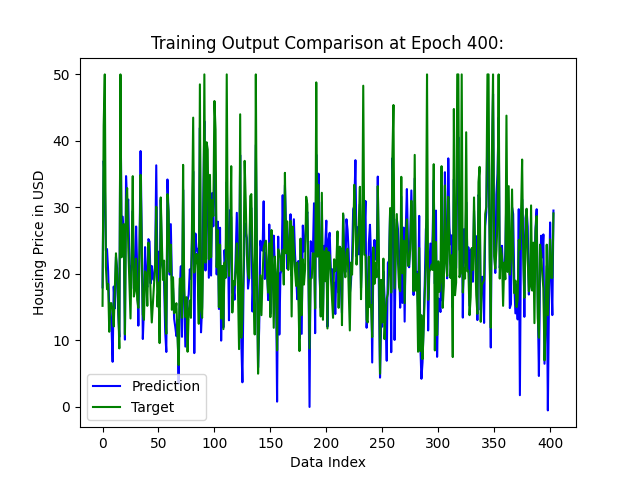 Training Output Comparison at Epoch 400:
Housing Price in USD
50
40
30
20
10
0
Prediction
Target
0 50 100 150 200 250 300 350 400
Data Index